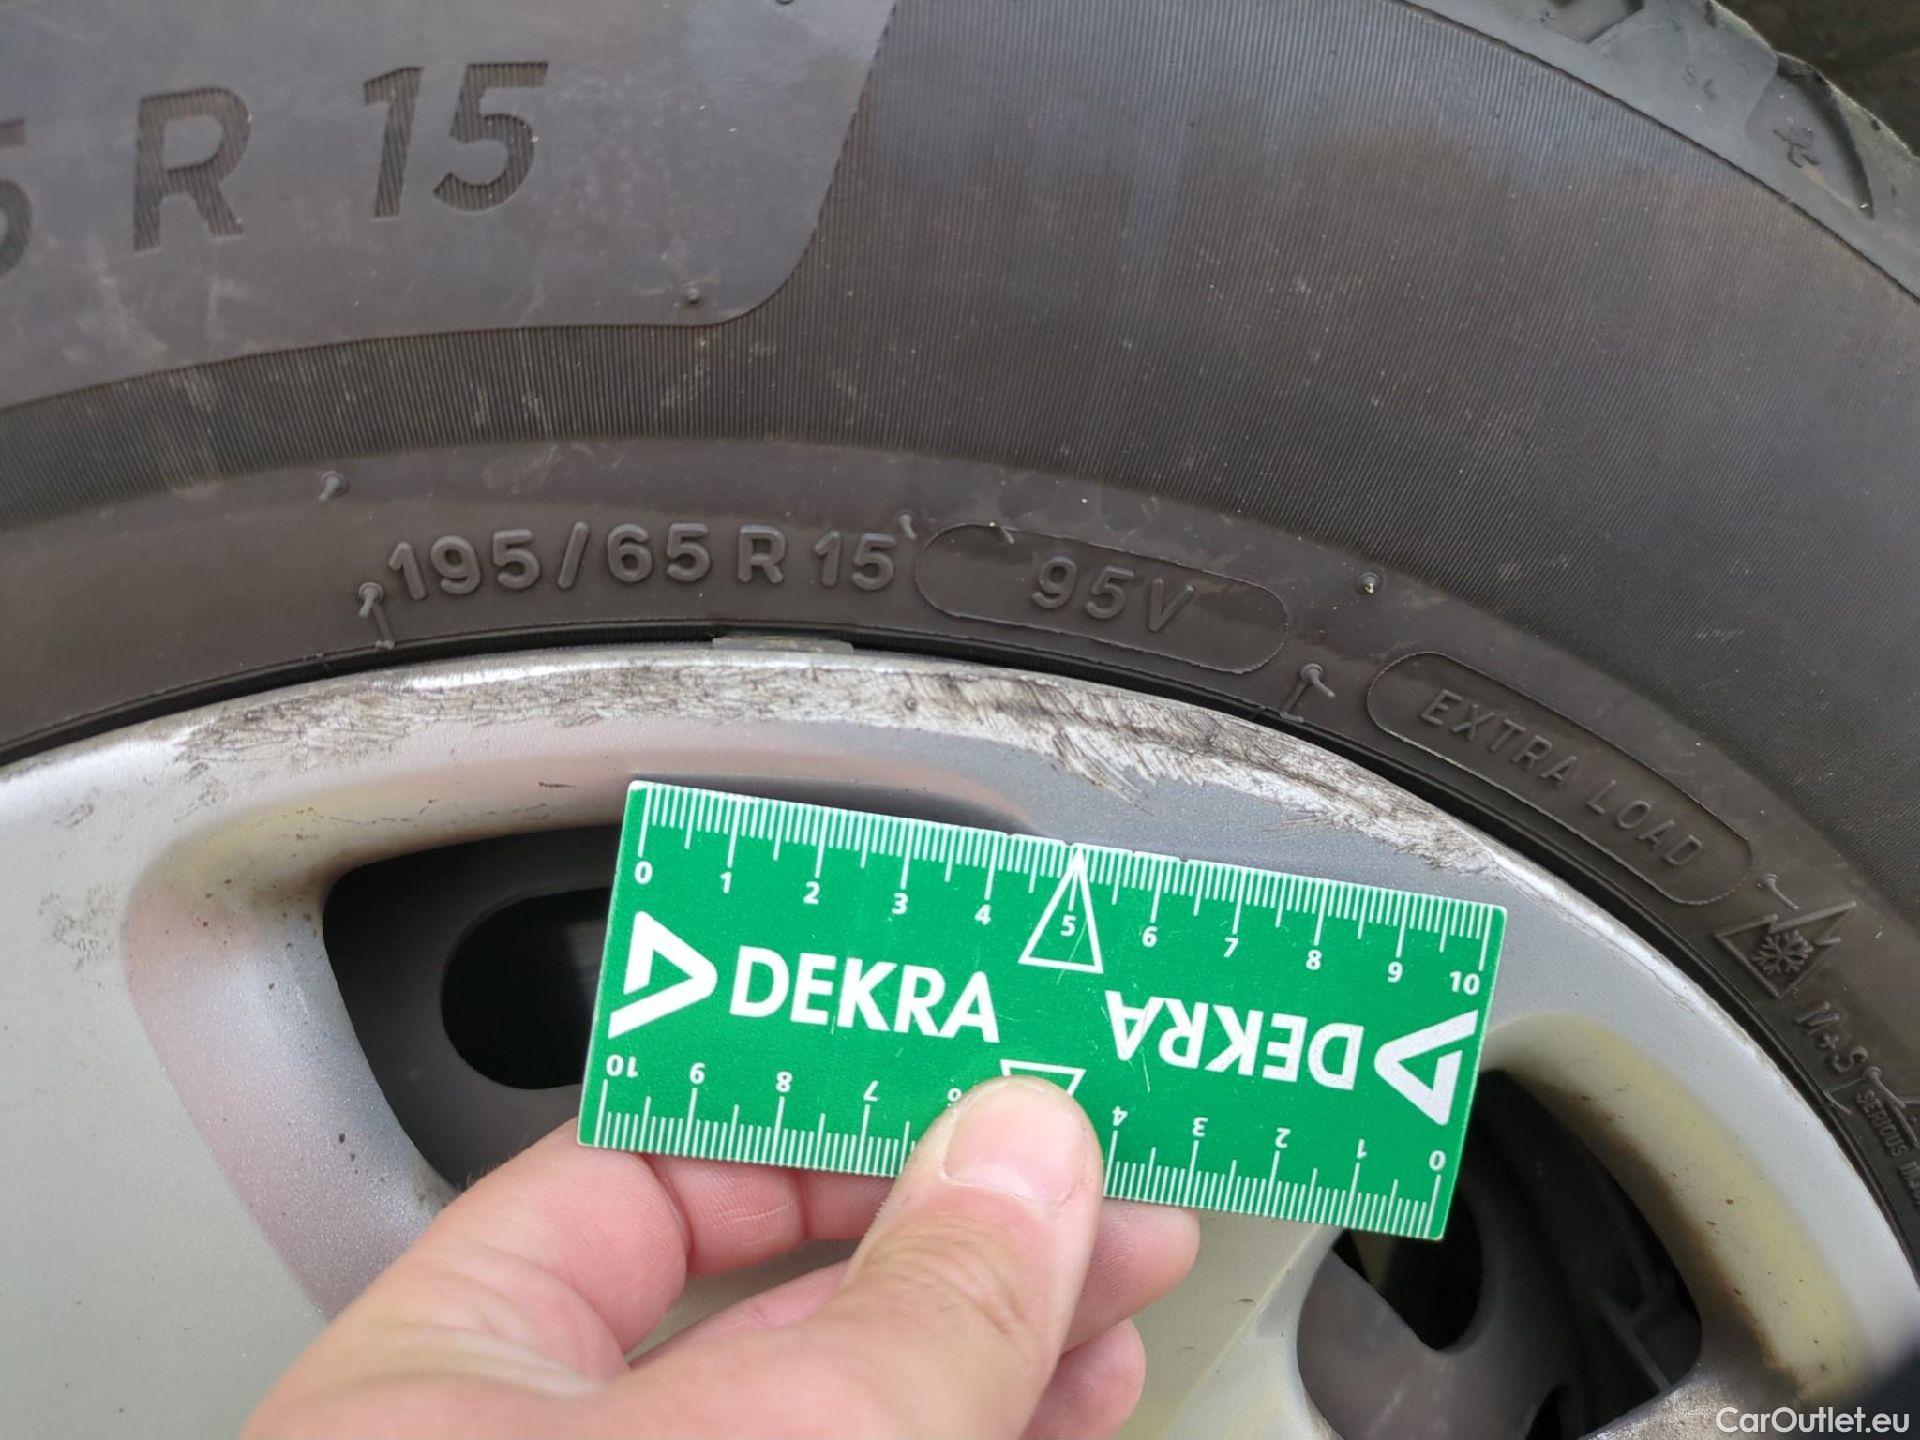 R 15
195/65 R 15 95V
EXTRA LOAD
M+S
SERIOUS
0 1 2 3 4 5 6 7 8 9 10
DEKRA
DEKRA
10 9 8 7 6 4 3 2 1 0
CarOutlet.eu